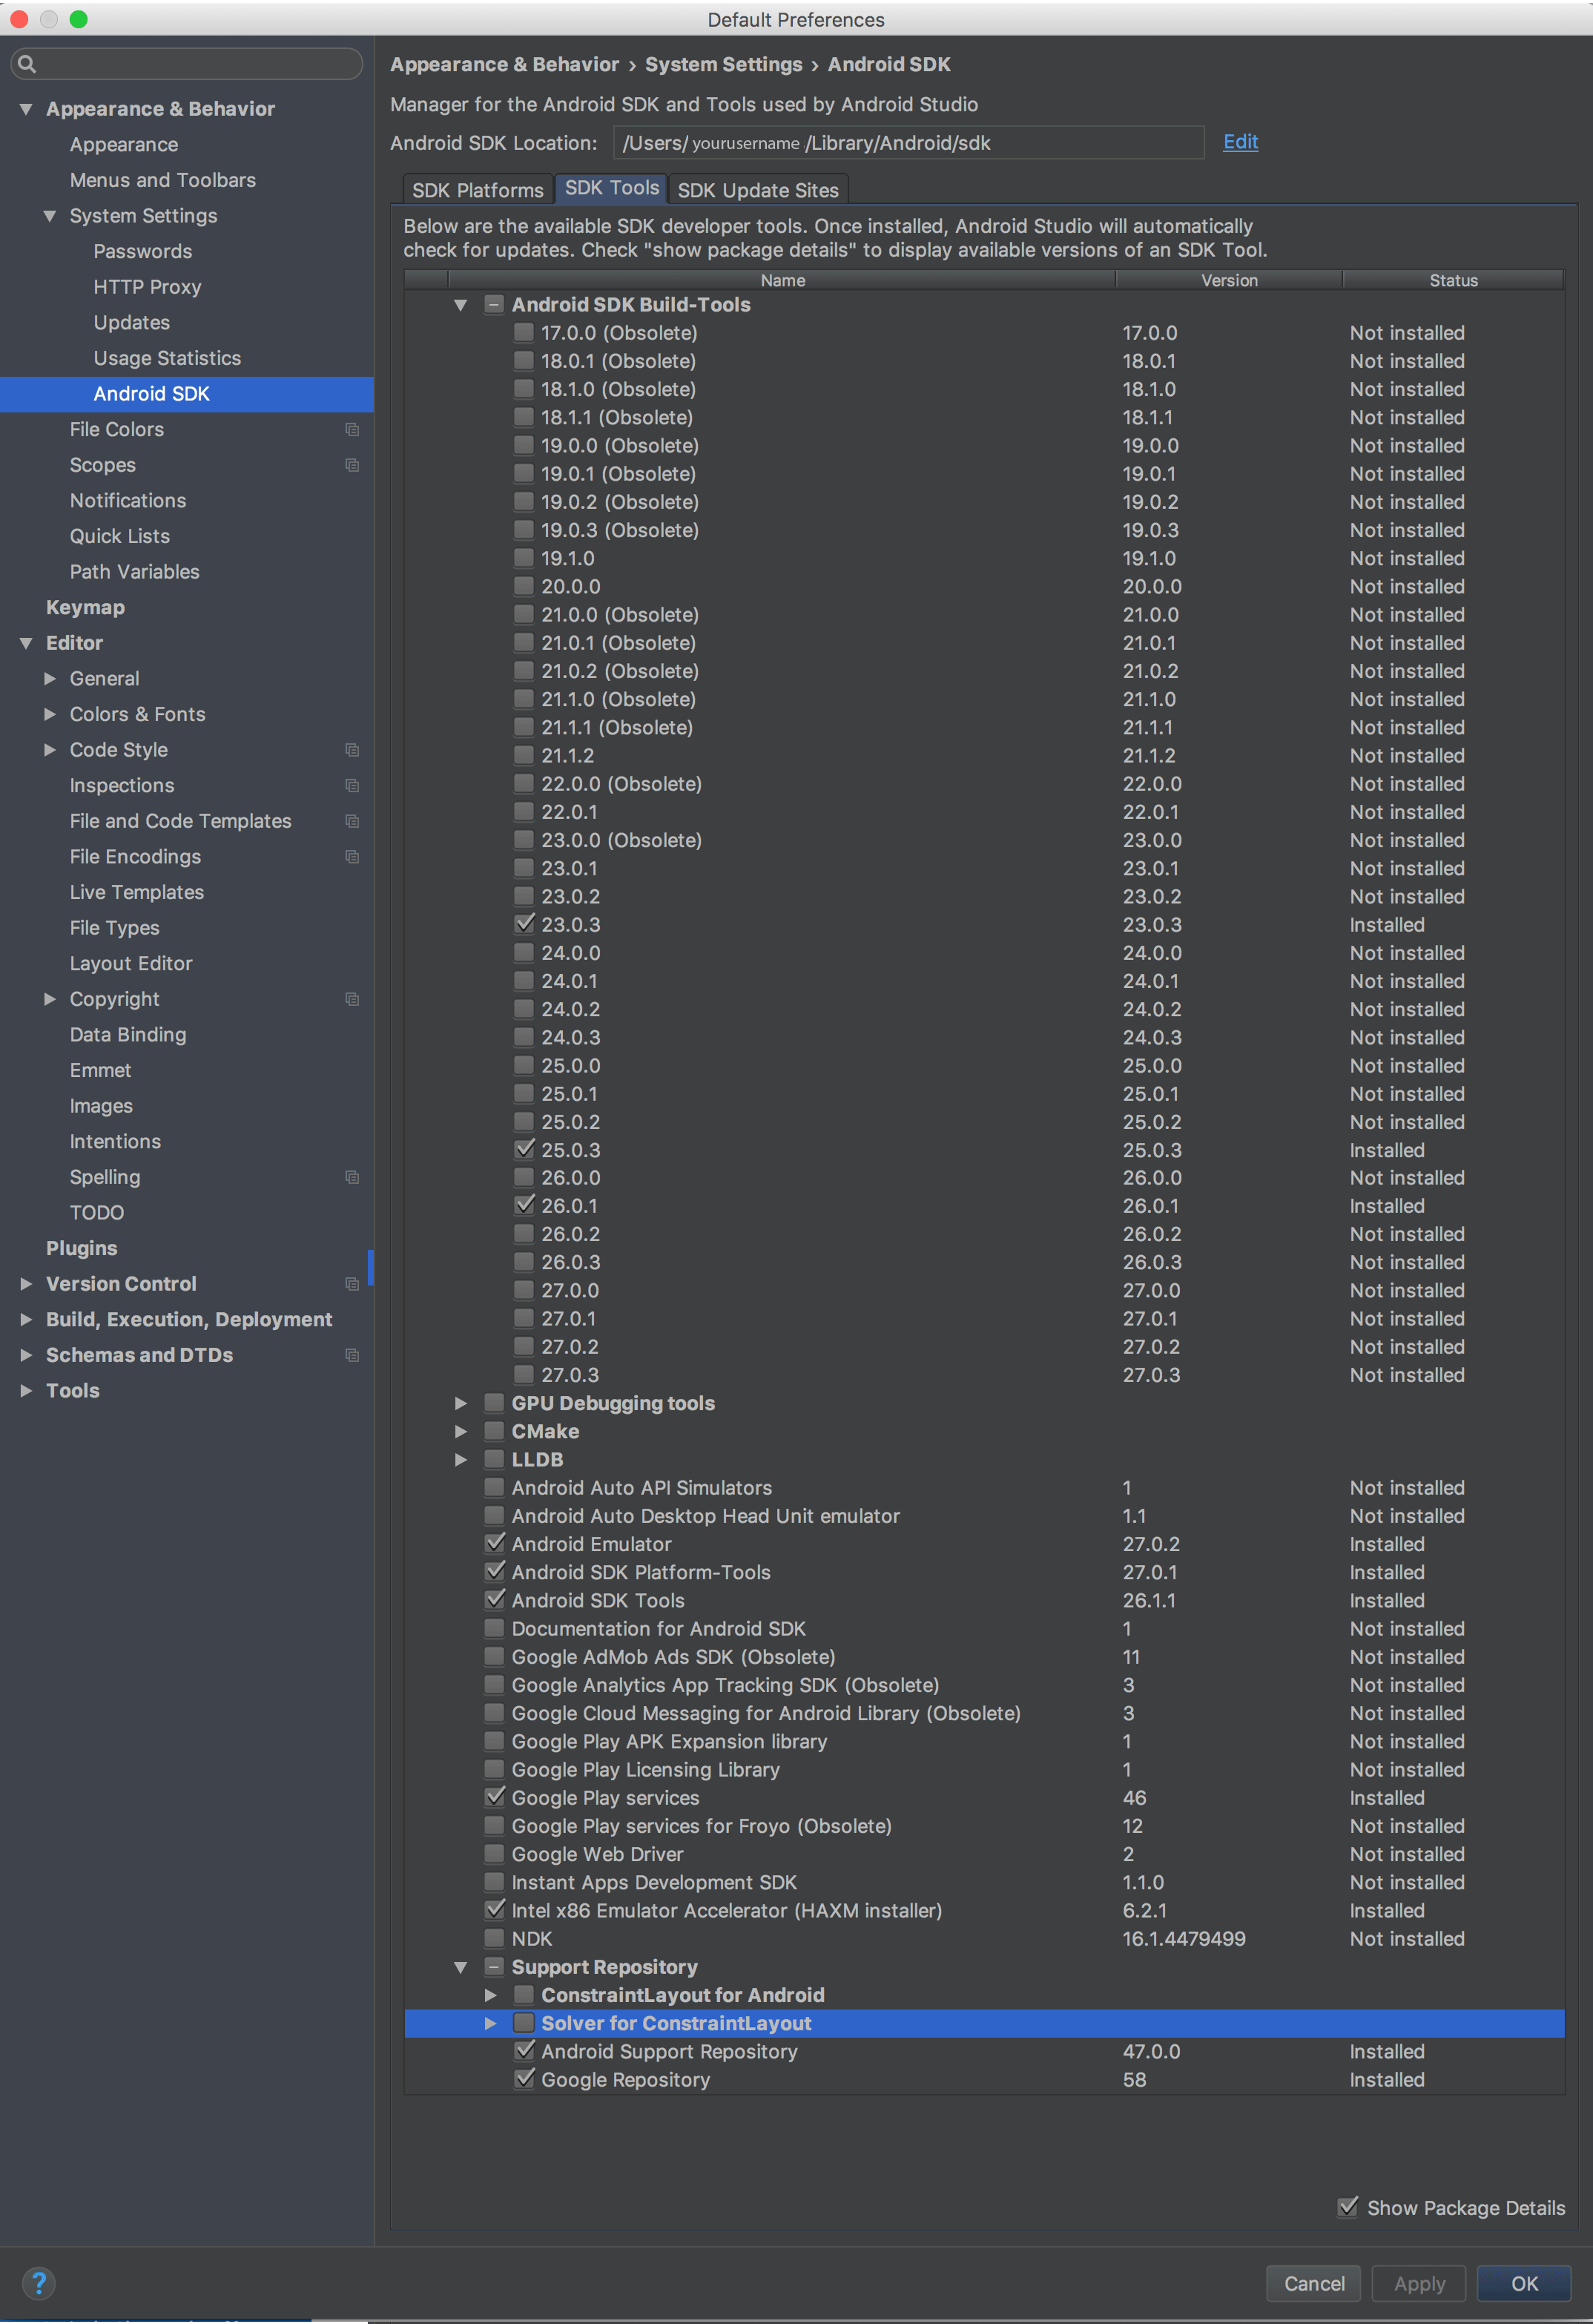 Default Preferences
Appearance & Behavior
Appearance
Menus and Toolbars
System Settings
Passwords
HTTP Proxy
Updates
Usage Statistics
Android SDK
File Colors
Scopes
Notifications
Quick Lists
Path Variables
Keymap
Editor
General
Colors & Fonts
Code Style
Inspections
File and Code Templates
File Encodings
Live Templates
File Types
Layout Editor
Copyright
Data Binding
Emmet
Images
Intentions
Spelling
TODO
Plugins
Version Control
Build, Execution, Deployment
Schemas and DTDs
Tools
Appearance & Behavior › System Settings › Android SDK
Manager for the Android SDK and Tools used by Android Studio
Android SDK Location: /Users/ yourusername /Library/Android/sdk Edit
SDK Platforms SDK Tools SDK Update Sites
Below are the available SDK developer tools. Once installed, Android Studio will automatically
check for updates. Check "show package details" to display available versions of an SDK Tool.
Name Version Status
Android SDK Build-Tools
17.0.0 (Obsolete) 17.0.0 Not installed
18.0.1 (Obsolete) 18.0.1 Not installed
18.1.0 (Obsolete) 18.1.0 Not installed
18.1.1 (Obsolete) 18.1.1 Not installed
19.0.0 (Obsolete) 19.0.0 Not installed
19.0.1 (Obsolete) 19.0.1 Not installed
19.0.2 (Obsolete) 19.0.2 Not installed
19.0.3 (Obsolete) 19.0.3 Not installed
19.1.0 19.1.0 Not installed
20.0.0 20.0.0 Not installed
21.0.0 (Obsolete) 21.0.0 Not installed
21.0.1 (Obsolete) 21.0.1 Not installed
21.0.2 (Obsolete) 21.0.2 Not installed
21.1.0 (Obsolete) 21.1.0 Not installed
21.1.1 (Obsolete) 21.1.1 Not installed
21.1.2 21.1.2 Not installed
22.0.0 (Obsolete) 22.0.0 Not installed
22.0.1 22.0.1 Not installed
23.0.0 (Obsolete) 23.0.0 Not installed
23.0.1 23.0.1 Not installed
23.0.2 23.0.2 Not installed
23.0.3 23.0.3 Installed
24.0.0 24.0.0 Not installed
24.0.1 24.0.1 Not installed
24.0.2 24.0.2 Not installed
24.0.3 24.0.3 Not installed
25.0.0 25.0.0 Not installed
25.0.1 25.0.1 Not installed
25.0.2 25.0.2 Not installed
25.0.3 25.0.3 Installed
26.0.0 26.0.0 Not installed
26.0.1 26.0.1 Installed
26.0.2 26.0.2 Not installed
26.0.3 26.0.3 Not installed
27.0.0 27.0.0 Not installed
27.0.1 27.0.1 Not installed
27.0.2 27.0.2 Not installed
27.0.3 27.0.3 Not installed
GPU Debugging tools
CMake
LLDB
Android Auto API Simulators 1 Not installed
Android Auto Desktop Head Unit emulator 1.1 Not installed
Android Emulator 27.0.2 Installed
Android SDK Platform-Tools 27.0.1 Installed
Android SDK Tools 26.1.1 Installed
Documentation for Android SDK 1 Not installed
Google AdMob Ads SDK (Obsolete) 11 Not installed
Google Analytics App Tracking SDK (Obsolete) 3 Not installed
Google Cloud Messaging for Android Library (Obsolete) 3 Not installed
Google Play APK Expansion library 1 Not installed
Google Play Licensing Library 1 Not installed
Google Play services 46 Installed
Google Play services for Froyo (Obsolete) 12 Not installed
Google Web Driver 2 Not installed
Instant Apps Development SDK 1.1.0 Not installed
Intel x86 Emulator Accelerator (HAXM installer) 6.2.1 Installed
NDK 16.1.4479499 Not installed
Support Repository
ConstraintLayout for Android
Solver for ConstraintLayout
Android Support Repository 47.0.0 Installed
Google Repository 58 Installed
Show Package Details
? Cancel Apply OK